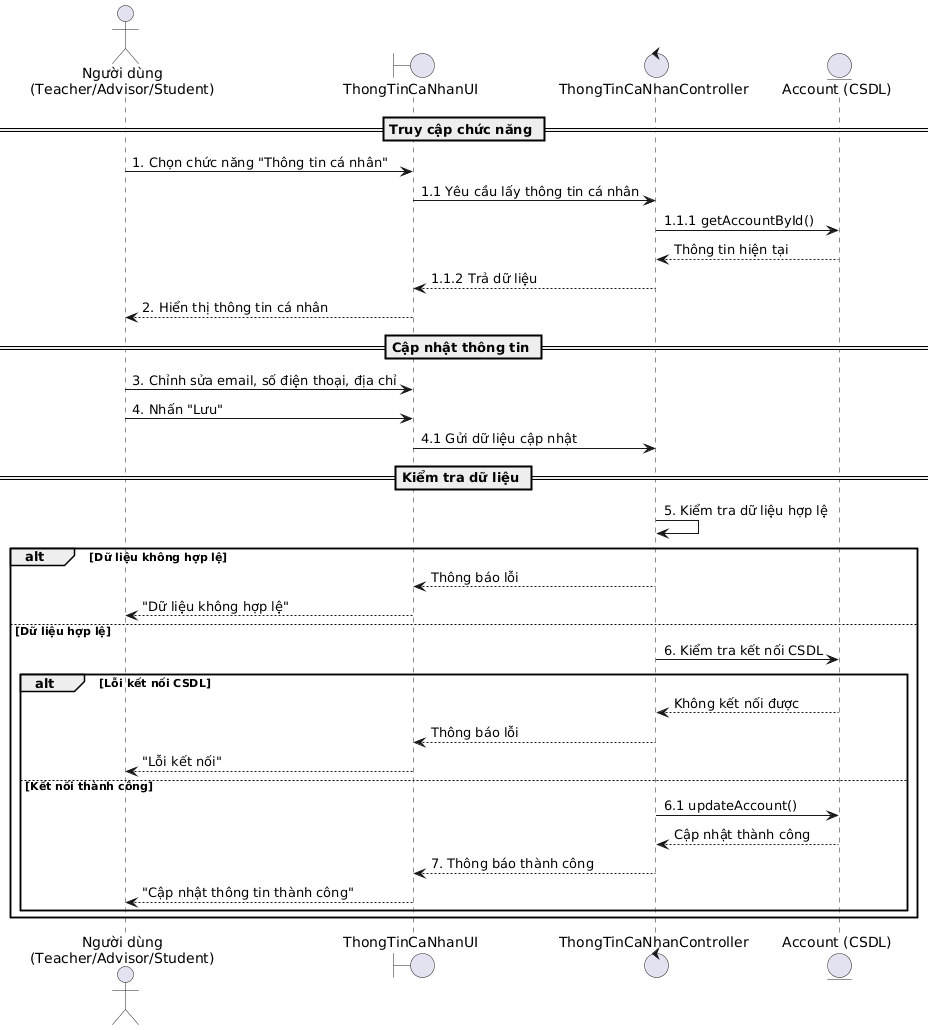 Người dùng
(Teacher/Advisor/Student)
ThongTinCaNhanUI
ThongTinCaNhanController
Account (CSDL)
Truy cập chức năng
1. Chọn chức năng "Thông tin cá nhân"
1.1 Yêu cầu lấy thông tin cá nhân
1.1.1 getAccountById()
Thông tin hiện tại
1.1.2 Trả dữ liệu
2. Hiển thị thông tin cá nhân
Cập nhật thông tin
3. Chỉnh sửa email, số điện thoại, địa chỉ
4. Nhấn "Lưu"
4.1 Gửi dữ liệu cập nhật
Kiểm tra dữ liệu
5. Kiểm tra dữ liệu hợp lệ
alt [Dữ liệu không hợp lệ]
Thông báo lỗi
"Dữ liệu không hợp lệ"
[Dữ liệu hợp lệ]
6. Kiểm tra kết nối CSDL
alt [Lỗi kết nối CSDL]
Không kết nối được
Thông báo lỗi
"Lỗi kết nối"
[Kết nối thành công]
6.1 updateAccount()
Cập nhật thành công
7. Thông báo thành công
"Cập nhật thông tin thành công"
Người dùng
(Teacher/Advisor/Student)
ThongTinCaNhanUI
ThongTinCaNhanController
Account (CSDL)